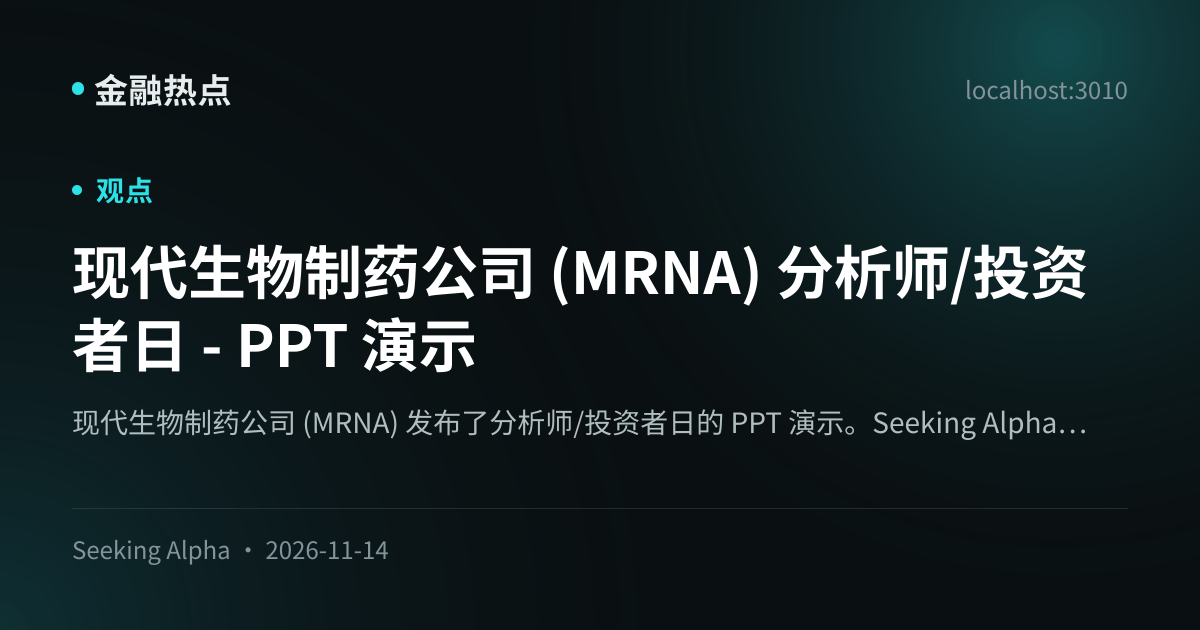 金融热点
localhost:3010
观点
现代生物制药公司 (MRNA) 分析师/投资
者日 - PPT 演示
现代生物制药公司 (MRNA) 发布了分析师/投资者日的 PPT 演示。Seeking Alpha…
Seeking Alpha · 2026-11-14